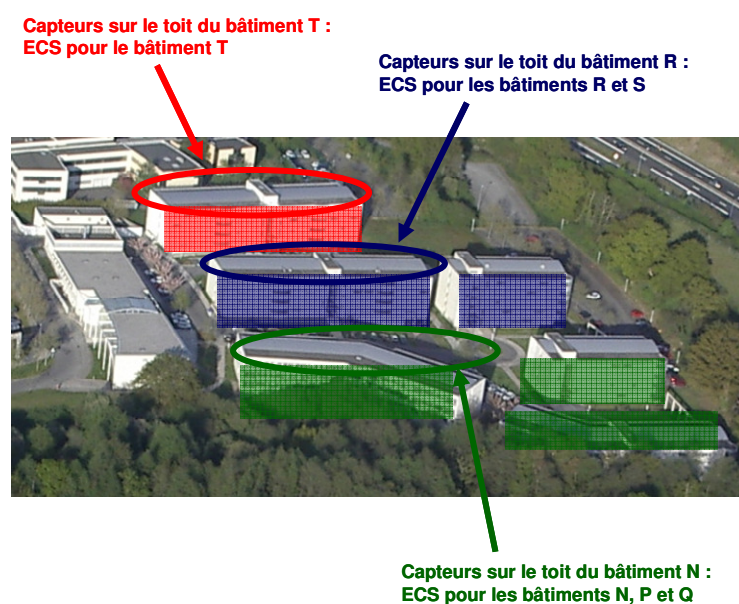 Capteurs sur le toit du bâtiment T :
ECS pour le bâtiment T
Capteurs sur le toit du bâtiment R :
ECS pour les bâtiments R et S
Capteurs sur le toit du bâtiment N :
ECS pour les bâtiments N, P et Q